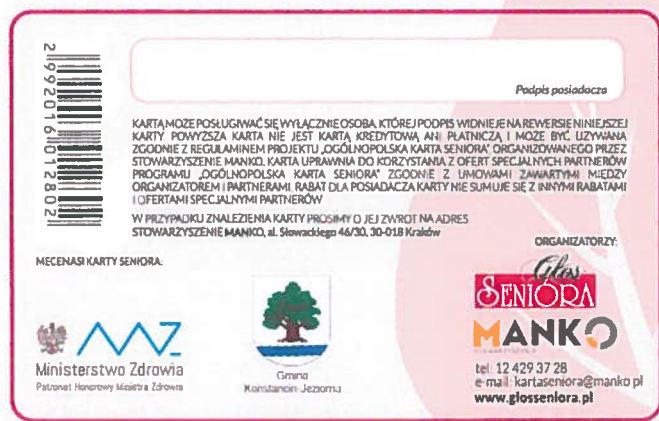 2992016012802
Podpis posiadacza
KARTĄ MOŻE POSŁUGIWAĆ SIĘ WYŁĄCZNIE OSOBA, KTÓREJ PODPIS WIDNIEJE NA REWERSIE NINIEJSZEJ
KARTY. POWYŻSZA KARTA NIE JEST KARTĄ KREDYTOWĄ ANI PŁATNICZĄ I MOŻE BYĆ UŻYWANA
ZGODNIE Z REGULAMINEM PROJEKTU „OGÓLNOPOLSKA KARTA SENIORA" ORGANIZOWANEGO PRZEZ
STOWARZYSZENIE MANKO. KARTA UPRAWNIA DO KORZYSTANIA Z OFERT SPECJALNYCH PARTNERÓW
PROGRAMU „OGÓLNOPOLSKA KARTA SENIORA" ZGODNIE Z UMOWAMI ZAWARTYMI MIĘDZY
ORGANIZATOREM I PARTNERAMI. RABAT DLA POSIADACZA KARTY NIE SUMUJE SIĘ Z INNYMI RABATAMI
I OFERTAMI SPECJALNYMI PARTNERÓW
W PRZYPADKU ZNALEZIENIA KARTY PROSIMY O JEJ ZWROT NA ADRES
STOWARZYSZENIE MANKO, al. Słowackiego 46/30, 30-018 Kraków
ORGANIZATORZY:
MECENASI KARTY SENIORA:
Głos
SENIORA
MANKO
STOWARZYSZENIE
MZ
Ministerstwo Zdrowia
Patronat Honorowy Ministra Zdrowia
Gmina
Konstancin-Jeziorna
tel: 12 429 37 28
e-mail: kartaseniora@manko.pl
www.glosseniora.pl